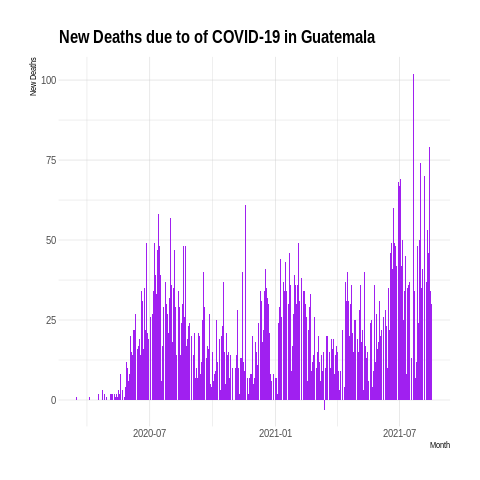 New Deaths due to of COVID-19 in Guatemala
New Deaths
100
75
50
25
0
2020-07
2021-01
2021-07
Month